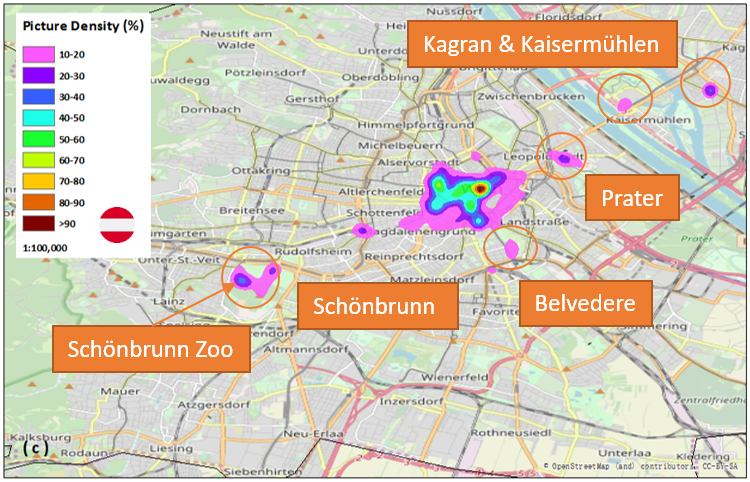 Picture Density (%)
10-20
20-30
30-40
40-50
50-60
60-70
70-80
80-90
>90
1:100,000
Kagran & Kaisermühlen
Prater
Belvedere
Schönbrunn
Schönbrunn Zoo
Nussdorf
Floridsdorf
Neustift am
Walde
Unterdöbling
Oberdöbling
Pötzleinsdorf
Gersthof
Dornbach
Zwischenbrücken
Kaisermühlen
Himmelpfortgrund
Michelbeuern
Alservorstadt
Ottakring
Altlerchenfeld
Breitensee
Schottenfeld
Magdalenengrund
Landstraße
Rudolfsheim
Reinprechtsdorf
Unter-St.-Veit
Matzleinsdorf
Lainz
Prater
Simmering
Altmannsdorf
Wienerfeld
Mauer
Atzgersdorf
Inzersdorf
Zentralfriedhof
Neu-Erlaa
Rothneusiedl
Kalksburg
(c)
Rodaun
Liesing
Siebenhirten
Unterlaa
Kledering
© OpenStreetMap (and) contributors, CC-BY-SA